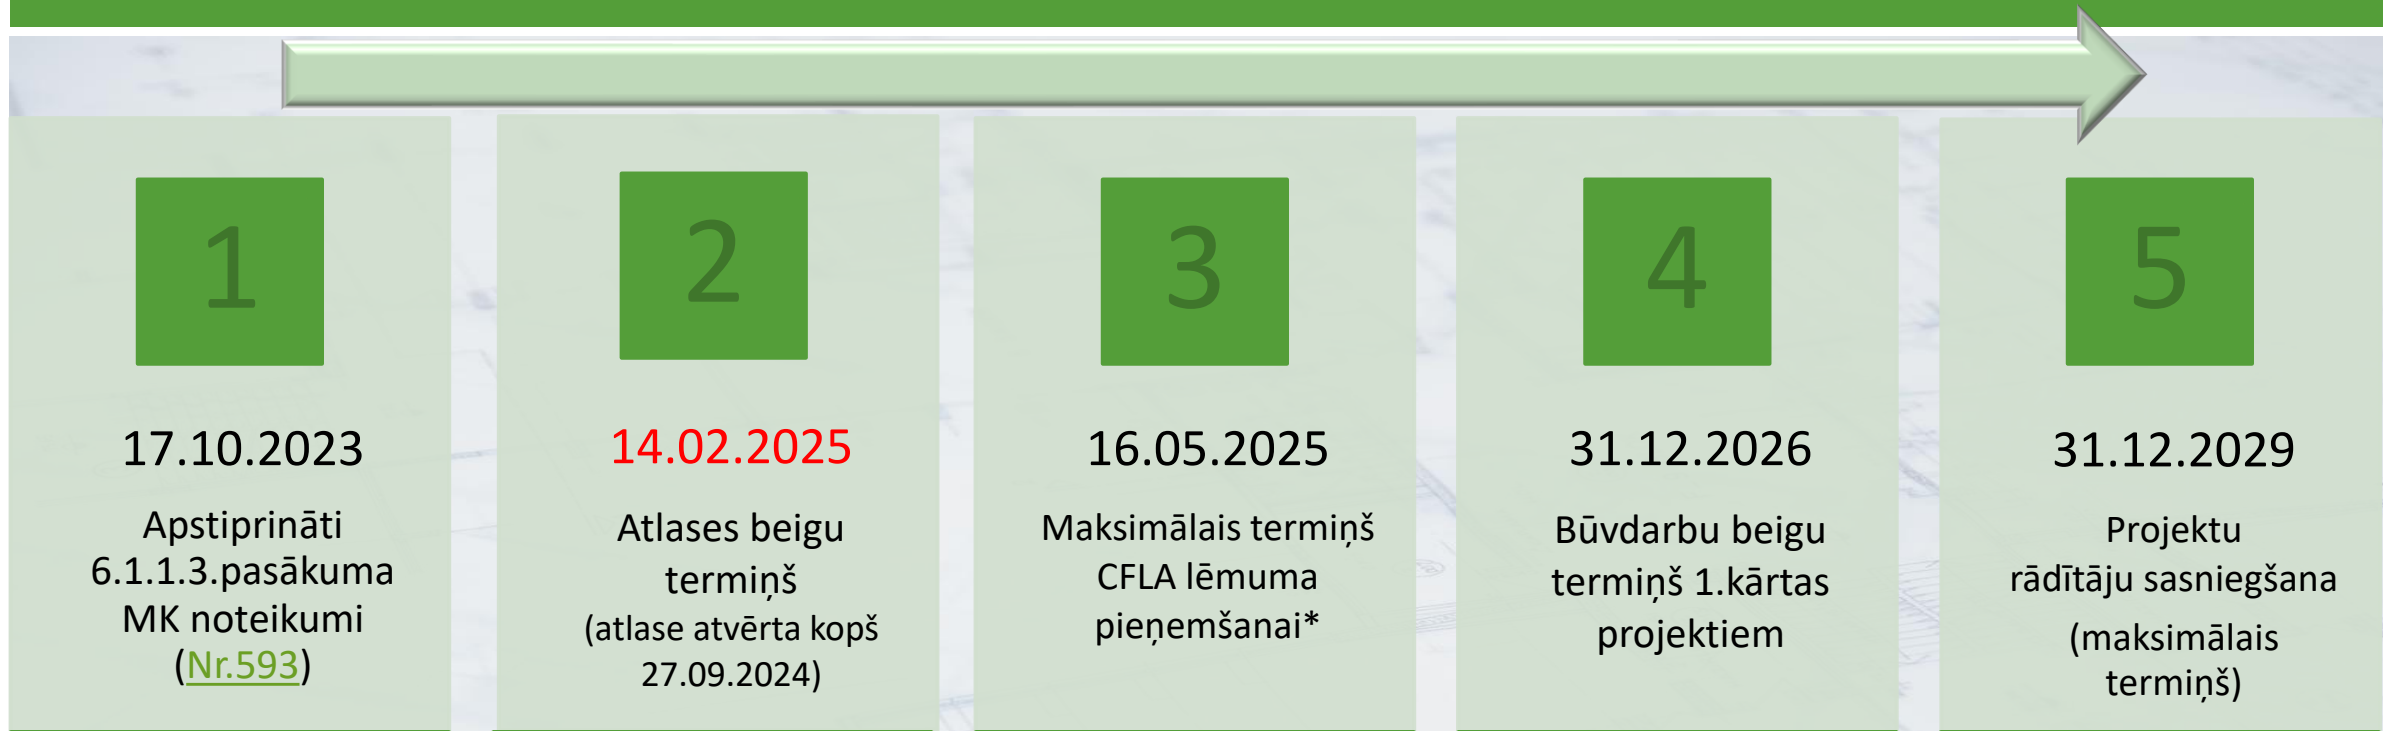 1
17.10.2023
Apstiprināti
6.1.1.3.pasākuma
MK noteikumi
(Nr.593)
2
14.02.2025
Atlases beigu
termiņš
(atlase atvērta kopš
27.09.2024)
3
16.05.2025
Maksimālais termiņš
CFLA lēmuma
pieņemšanai*
4
31.12.2026
Būvdarbu beigu
termiņš 1.kārtas
projektiem
5
31.12.2029
Projektu
rādītāju sasniegšana
(maksimālais
termiņš)